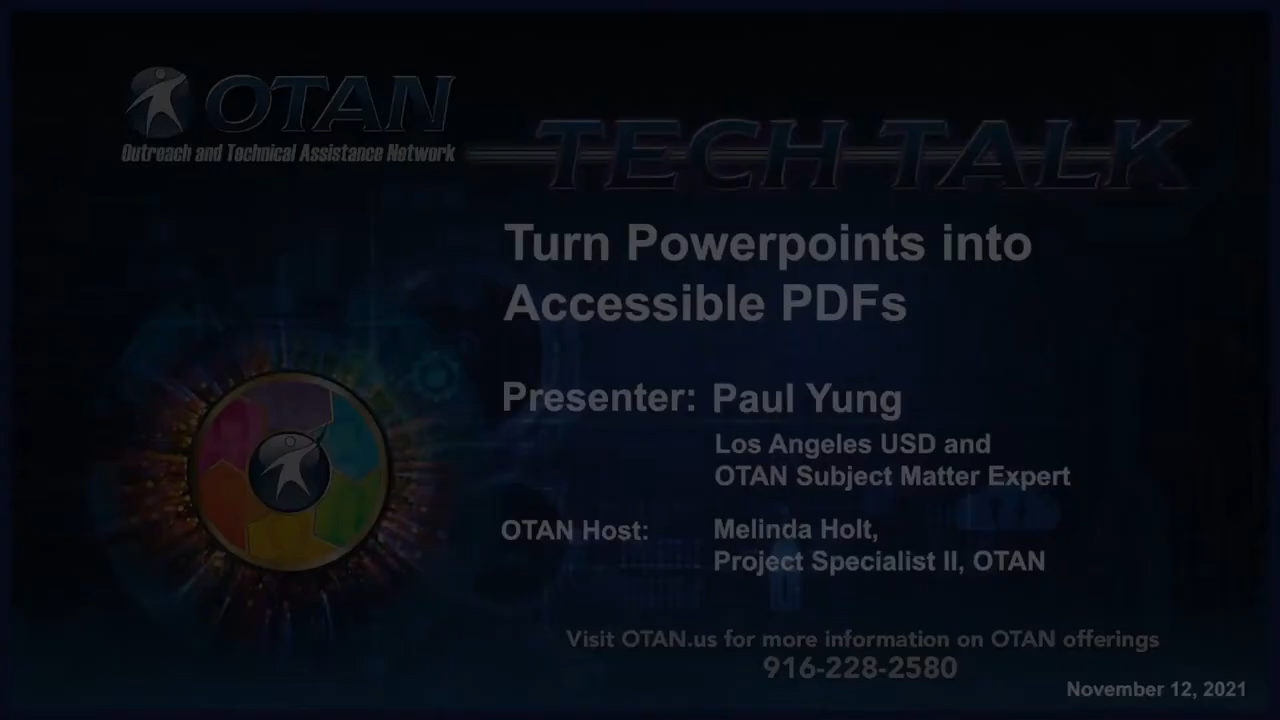 OTAN
Outreach and Technical Assistance Network
TECH TALK
Turn Powerpoints into
Accessible PDFs
Presenter: Paul Yung
Los Angeles USD and
OTAN Subject Matter Expert
OTAN Host: Melinda Holt,
Project Specialist II, OTAN
Visit OTAN.us for more information on OTAN offerings
916-228-2580
November 12, 2021